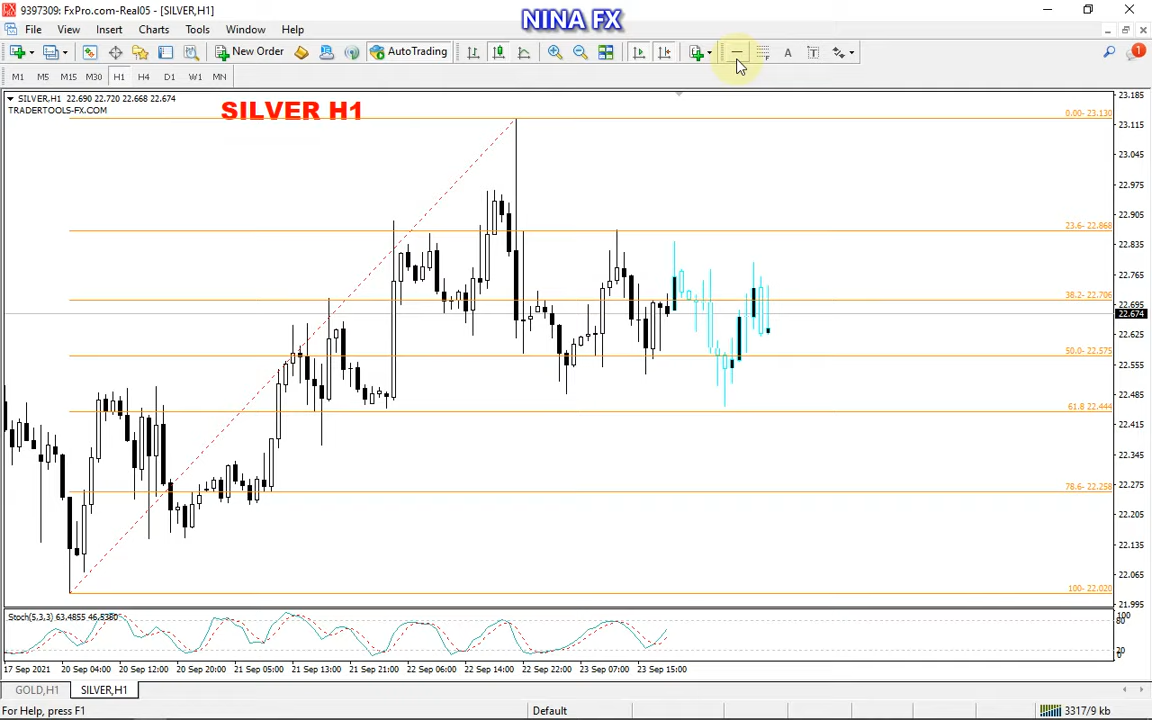 9397309: FxPro.com-Real05 - [SILVER,H1]
NINA FX
File View Insert Charts Tools Window Help
New Order AutoTrading A T 1
M1 M5 M15 M30 H1 H4 D1 W1 MN
SILVER,H1 22.690 22.720 22.668 22.674
TRADERTOOLS-FX.COM
SILVER H1
0.00- 23.130
23.6- 22.868
38.2- 22.706
50.0- 22.575
61.8 22.444
78.6- 22.258
100- 22.020
23.185
23.115
23.045
22.975
22.905
22.835
22.765
22.695
22.674
22.625
22.555
22.485
22.415
22.345
22.275
22.205
22.135
22.065
21.995
Stoch(5,3,3) 63.4855 46.5380
100
80
20
0
17 Sep 2021 20 Sep 04:00 20 Sep 12:00 20 Sep 20:00 21 Sep 05:00 21 Sep 13:00 21 Sep 21:00 22 Sep 06:00 22 Sep 14:00 22 Sep 22:00 23 Sep 07:00 23 Sep 15:00
GOLD,H1 SILVER,H1
For Help, press F1 Default 3317/9 kb